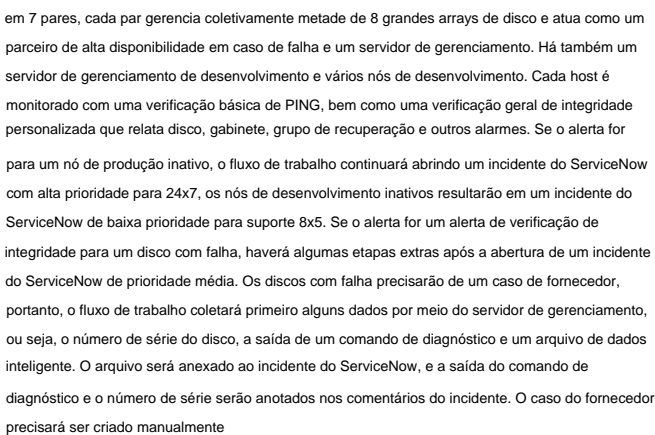 em 7 pares, cada par gerencia coletivamente metade de 8 grandes arrays de disco e atua como um
parceiro de alta disponibilidade em caso de falha e um servidor de gerenciamento. Há também um
servidor de gerenciamento de desenvolvimento e vários nós de desenvolvimento. Cada host é
monitorado com uma verificação básica de PING, bem como uma verificação geral de integridade
personalizada que relata disco, gabinete, grupo de recuperação e outros alarmes. Se o alerta for
para um nó de produção inativo, o fluxo de trabalho continuará abrindo um incidente do ServiceNow
com alta prioridade para 24x7, os nós de desenvolvimento inativos resultarão em um incidente do
ServiceNow de baixa prioridade para suporte 8x5. Se o alerta for um alerta de verificação de
integridade para um disco com falha, haverá algumas etapas extras após a abertura de um incidente
do ServiceNow de prioridade média. Os discos com falha precisarão de um caso de fornecedor,
portanto, o fluxo de trabalho coletará primeiro alguns dados por meio do servidor de gerenciamento,
ou seja, o número de série do disco, a saída de um comando de diagnóstico e um arquivo de dados
inteligente. O arquivo será anexado ao incidente do ServiceNow, e a saída do comando de
diagnóstico e o número de série serão anotados nos comentários do incidente. O caso do fornecedor
precisará ser criado manualmente